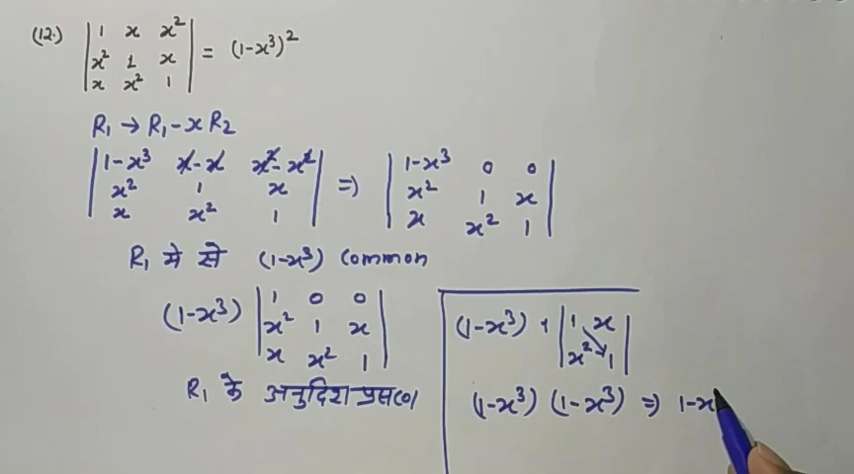 (12.) | 1 x x² |
| x² 1 x | = (1-x³)²
| x x² 1 |
R₁ → R₁ - x R₂
| 1-x³ x-x x²-x² | ⇒ | 1-x³ 0 0 |
| x² 1 x | | x² 1 x |
| x x² 1 | | x x² 1 |
R₁ मे से (1-x³) common
(1-x³) | 1 0 0 |
| x² 1 x |
| x x² 1 |
R₁ के अनुदिश प्रसरण
(1-x³) · | 1 x |
| x² 1 |
(1-x³) (1-x³) ⇒ 1-x